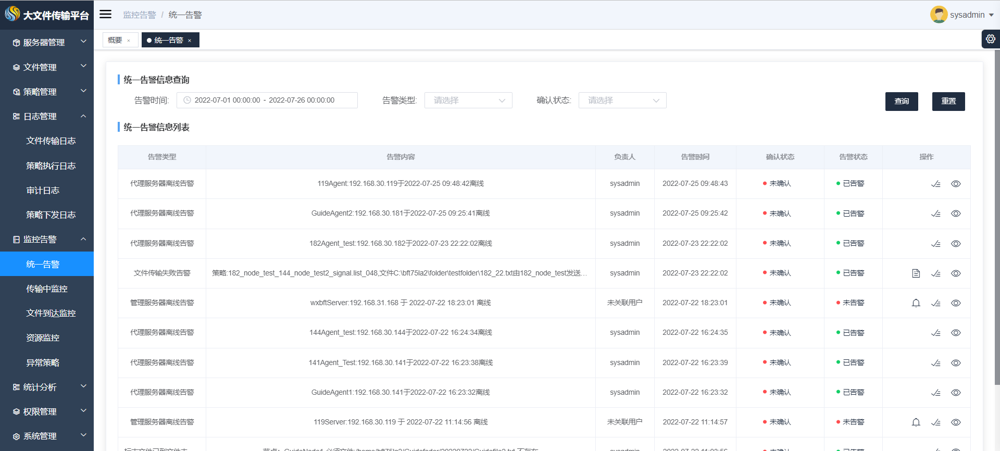 大文件传输平台
监控告警 / 统一告警
sysadmin
概要 ×
统一告警 ×
服务器管理
文件管理
策略管理
日志管理
文件传输日志
策略执行日志
审计日志
策略下发日志
监控告警
统一告警
传输中监控
文件到达监控
资源监控
异常策略
统计分析
权限管理
系统管理
统一告警信息查询
告警时间: 2022-07-01 00:00:00 - 2022-07-26 00:00:00 告警类型: 请选择 确认状态: 请选择 查询 重置
统一告警信息列表
告警类型 告警内容 负责人 告警时间 确认状态 告警状态 操作
代理服务器离线告警 119Agent:192.168.30.119于2022-07-25 09:48:42离线 sysadmin 2022-07-25 09:48:43 未确认 已告警
代理服务器离线告警 GuideAgent2:192.168.30.181于2022-07-25 09:25:41离线 sysadmin 2022-07-25 09:25:42 未确认 已告警
代理服务器离线告警 182Agent_test:192.168.30.182于2022-07-23 22:22:02离线 sysadmin 2022-07-23 22:22:02 未确认 已告警
文件传输失败告警 策略:182_node_test_144_node_test2_signal.list_048,文件C:\bft75la2\folder\testfolder\182_22.txt由182_node_test发送... sysadmin 2022-07-23 22:22:02 未确认 已告警
管理服务器离线告警 wxbftServer:192.168.31.168 于 2022-07-22 18:23:01 离线 未关联用户 2022-07-22 18:23:01 未确认 未告警
代理服务器离线告警 144Agent_test:192.168.30.144于2022-07-22 16:24:34离线 sysadmin 2022-07-22 16:24:35 未确认 已告警
代理服务器离线告警 141Agent_Test:192.168.30.141于2022-07-22 16:23:38离线 sysadmin 2022-07-22 16:23:39 未确认 已告警
代理服务器离线告警 GuideAgent1:192.168.30.141于2022-07-22 16:23:32离线 sysadmin 2022-07-22 16:23:32 未确认 已告警
管理服务器离线告警 119Server:192.168.30.119 于 2022-07-22 11:14:56 离线 未关联用户 2022-07-22 11:14:57 未确认 未告警